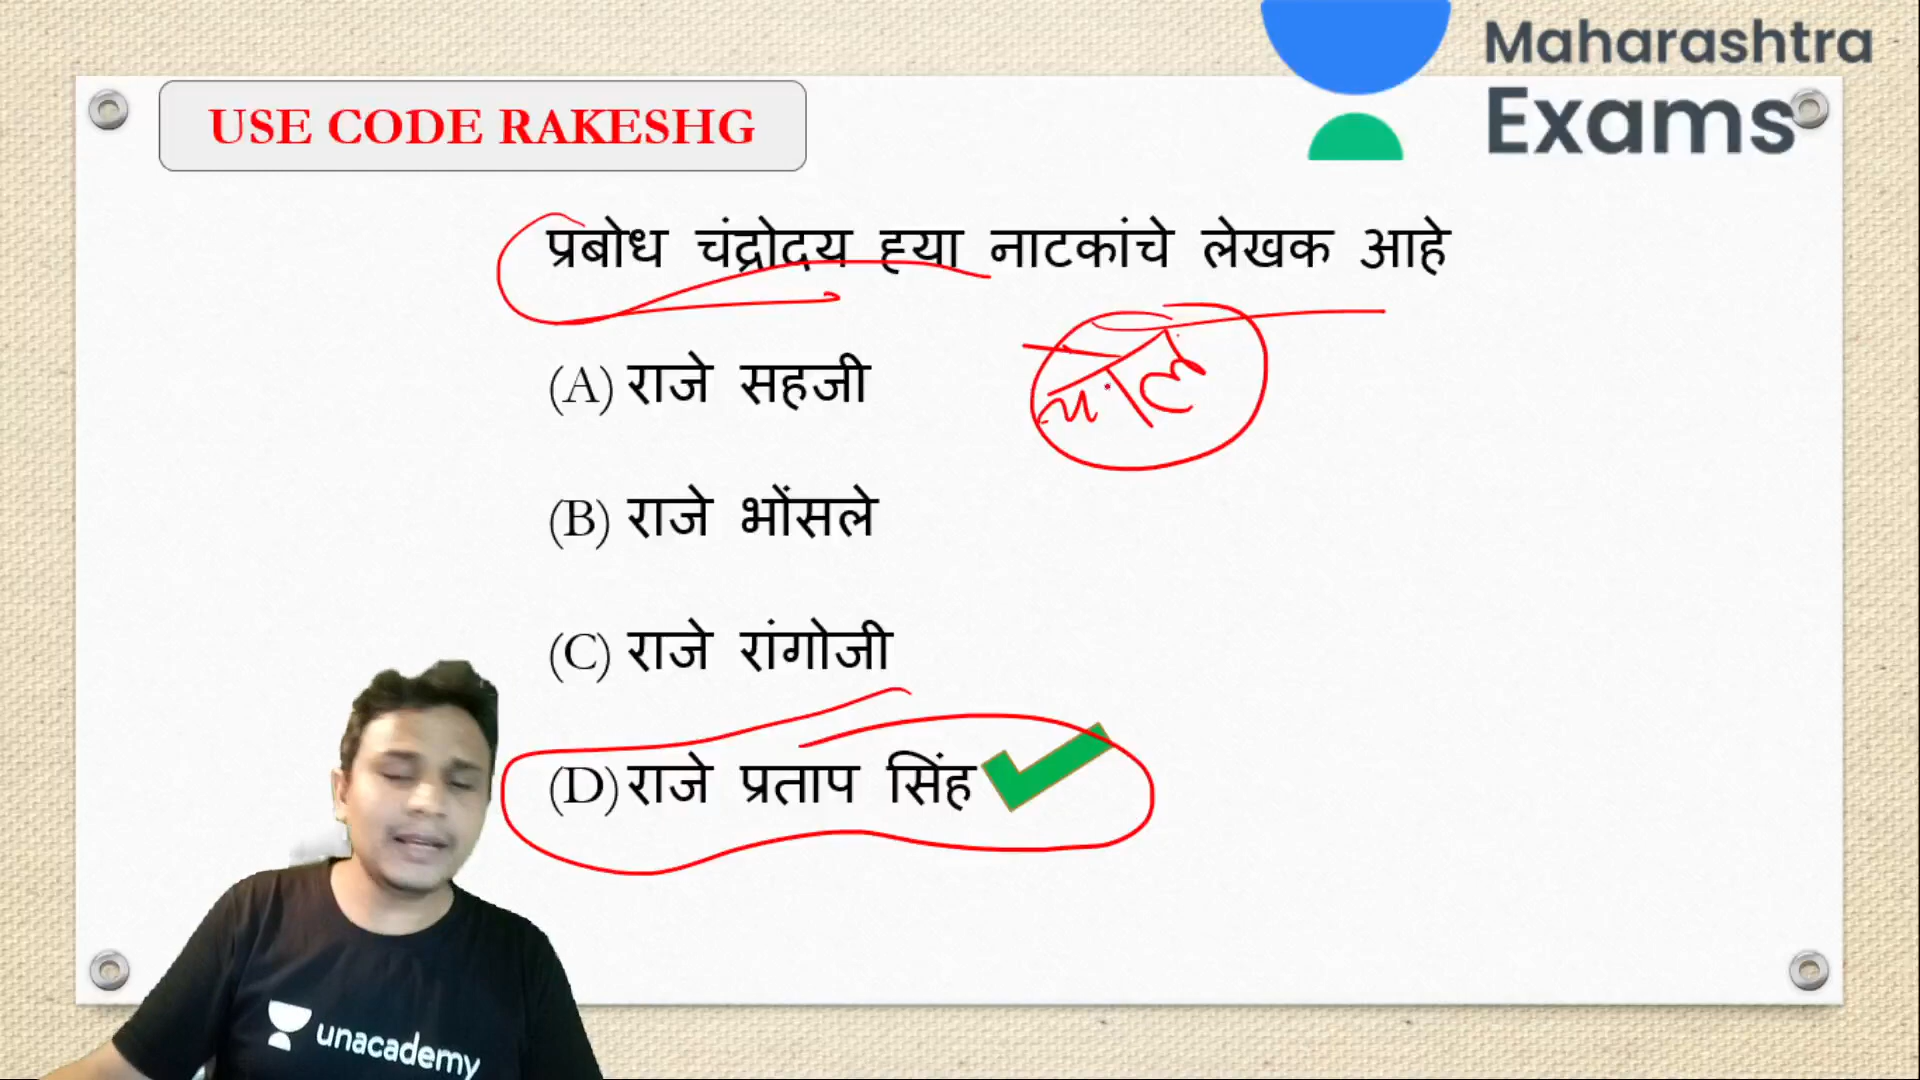 Maharashtra
Exams
USE CODE RAKESHG
प्रबोध चंद्रोदय ह्या नाटकांचे लेखक आहे
(A) राजे सहजी
(B) राजे भोंसले
(C) राजे रांगोजी
(D) राजे प्रताप सिंह
unacademy